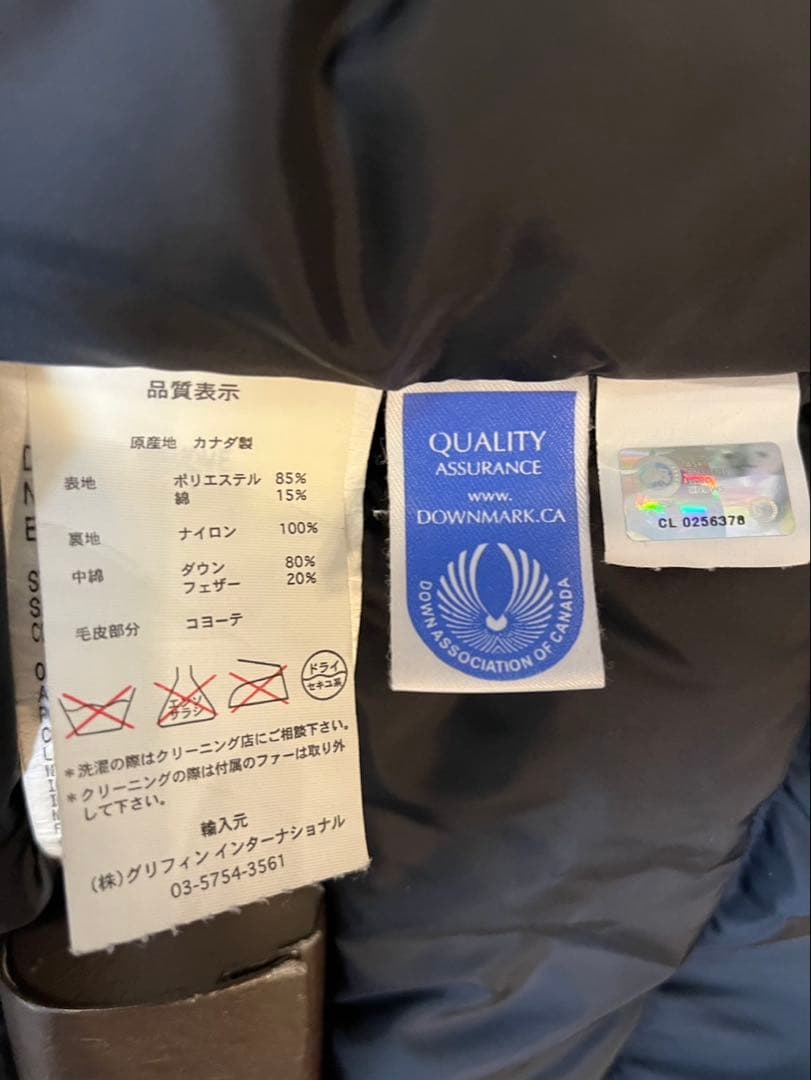 品質表示
原産地 カナダ製
表地 ポリエステル 85%
綿 15%
裏地 ナイロン 100%
中綿 ダウン 80%
フェザー 20%
毛皮部分 コヨーテ
エンソ
サラシ
ドライ
セキユ系
*洗濯の際はクリーニング店にご相談下さい。
*クリーニングの際は付属のファーは取り外
して下さい。
輸入元
(株)グリフィン インターナショナル
03-5754-3561
QUALITY
ASSURANCE
www.
DOWNMARK.CA
DOWN ASSOCIATION OF CANADA
CL 0256378